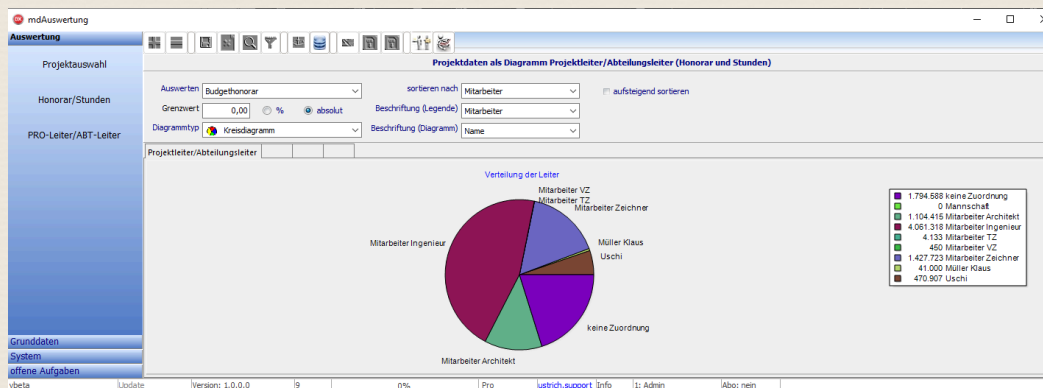 mdAuswertung
Auswertung
Projektauswahl
Honorar/Stunden
PRO-Leiter/ABT-Leiter
Grunddaten
System
offene Aufgaben
Projektdaten als Diagramm Projektleiter/Abteilungsleiter (Honorar und Stunden)
Auswerten Budgethonorar sortieren nach Mitarbeiter aufsteigend sortieren
Grenzwert 0,00 % absolut Beschriftung (Legende) Mitarbeiter
Diagrammtyp Kreisdiagramm Beschriftung (Diagramm) Name
Projektleiter/Abteilungsleiter
Verteilung der Leiter
Mitarbeiter VZ
Mitarbeiter TZ
Mitarbeiter Zeichner
Mitarbeiter Ingenieur
Müller Klaus
Uschi
keine Zuordnung
Mitarbeiter Architekt
1.794.588 keine Zuordnung
0 Mannschaft
1.104.415 Mitarbeiter Architekt
4.061.318 Mitarbeiter Ingenieur
4.133 Mitarbeiter TZ
450 Mitarbeiter VZ
1.427.723 Mitarbeiter Zeichner
41.000 Müller Klaus
470.907 Uschi
vbeta Update Version: 1.0.0.0 9 0% Pro ustrich.support Info 1: Admin Abo: nein